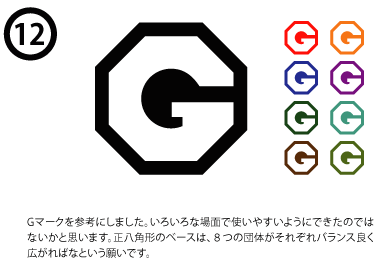 12
G
Gマークを参考にしました。いろいろな場面で使いやすいようにできたのでは
ないかと思います。正八角形のベースは、８つの団体がそれぞれバランス良く
広がればなという願いです。